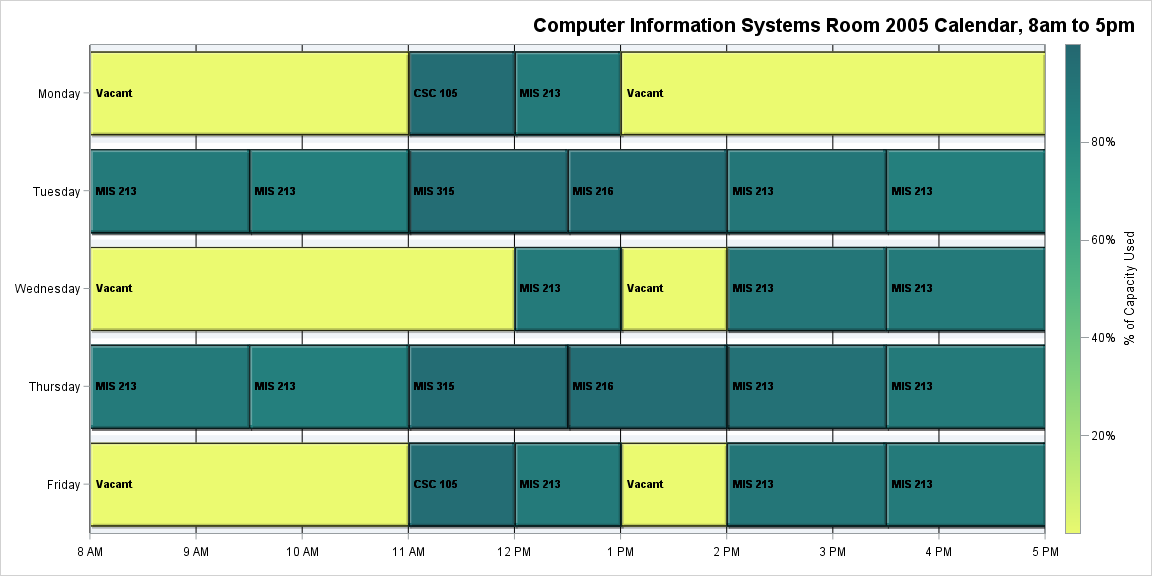 Computer Information Systems Room 2005 Calendar, 8am to 5pm
Monday
Vacant
CSC 105
MIS 213
Vacant
Tuesday
MIS 213
MIS 213
MIS 315
MIS 216
MIS 213
MIS 213
Wednesday
Vacant
MIS 213
Vacant
MIS 213
MIS 213
Thursday
MIS 213
MIS 213
MIS 315
MIS 216
MIS 213
MIS 213
Friday
Vacant
CSC 105
MIS 213
Vacant
MIS 213
MIS 213
8 AM
9 AM
10 AM
11 AM
12 PM
1 PM
2 PM
3 PM
4 PM
5 PM
80%
60%
40%
20%
% of Capacity Used